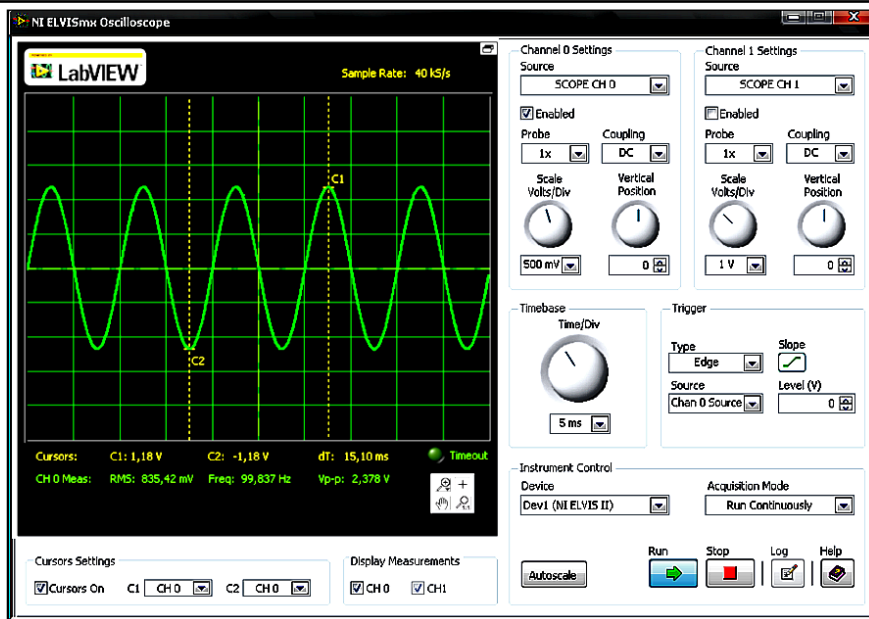 NI ELVISmx Oscilloscope
LabVIEW
Sample Rate: 40 kS/s
C1
C2
Cursors: C1: 1,18 V C2: -1,18 V dT: 15,10 ms Timeout
CH 0 Meas: RMS: 835,42 mV Freq: 99,837 Hz Vp-p: 2,378 V
Cursors Settings
Cursors On C1 CH 0 C2 CH 0
Display Measurements
CH 0 CH1
Channel 0 Settings
Source
SCOPE CH 0
Enabled
Probe Coupling
1x DC
Scale Volts/Div Vertical Position
500 mV 0
Channel 1 Settings
Source
SCOPE CH 1
Enabled
Probe Coupling
1x DC
Scale Volts/Div Vertical Position
1 V 0
Timebase
Time/Div
5 ms
Trigger
Type Slope
Edge
Source Level (V)
Chan 0 Source 0
Instrument Control
Device Acquisition Mode
Dev1 (NI ELVIS II) Run Continuously
Run Stop Log Help
Autoscale